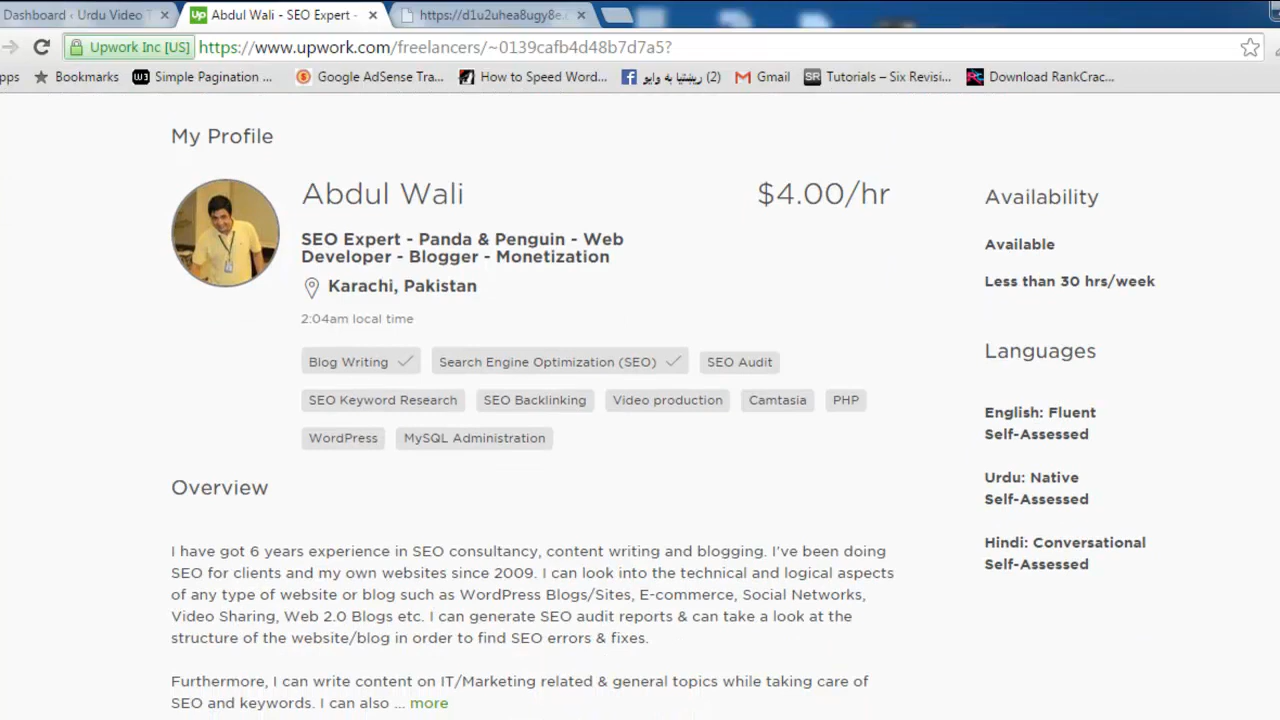 Dashboard ‹ Urdu Video T
Abdul Wali - SEO Expert -
https://d1u2uhea8ugy8e.c
Upwork Inc [US] https://www.upwork.com/freelancers/~0139cafb4d48b7d7a5?
pps Bookmarks Simple Pagination ... Google AdSense Tra... How to Speed Word... (2) ریښتیا به وایو Gmail Tutorials – Six Revisi... Download RankCrac...
My Profile
Abdul Wali
$4.00/hr
SEO Expert - Panda & Penguin - Web
Developer - Blogger - Monetization
Karachi, Pakistan
2:04am local time
Blog Writing Search Engine Optimization (SEO) SEO Audit
SEO Keyword Research SEO Backlinking Video production Camtasia PHP
WordPress MySQL Administration
Overview
I have got 6 years experience in SEO consultancy, content writing and blogging. I've been doing
SEO for clients and my own websites since 2009. I can look into the technical and logical aspects
of any type of website or blog such as WordPress Blogs/Sites, E-commerce, Social Networks,
Video Sharing, Web 2.0 Blogs etc. I can generate SEO audit reports & can take a look at the
structure of the website/blog in order to find SEO errors & fixes.
Furthermore, I can write content on IT/Marketing related & general topics while taking care of
SEO and keywords. I can also ... more
Availability
Available
Less than 30 hrs/week
Languages
English: Fluent
Self-Assessed
Urdu: Native
Self-Assessed
Hindi: Conversational
Self-Assessed